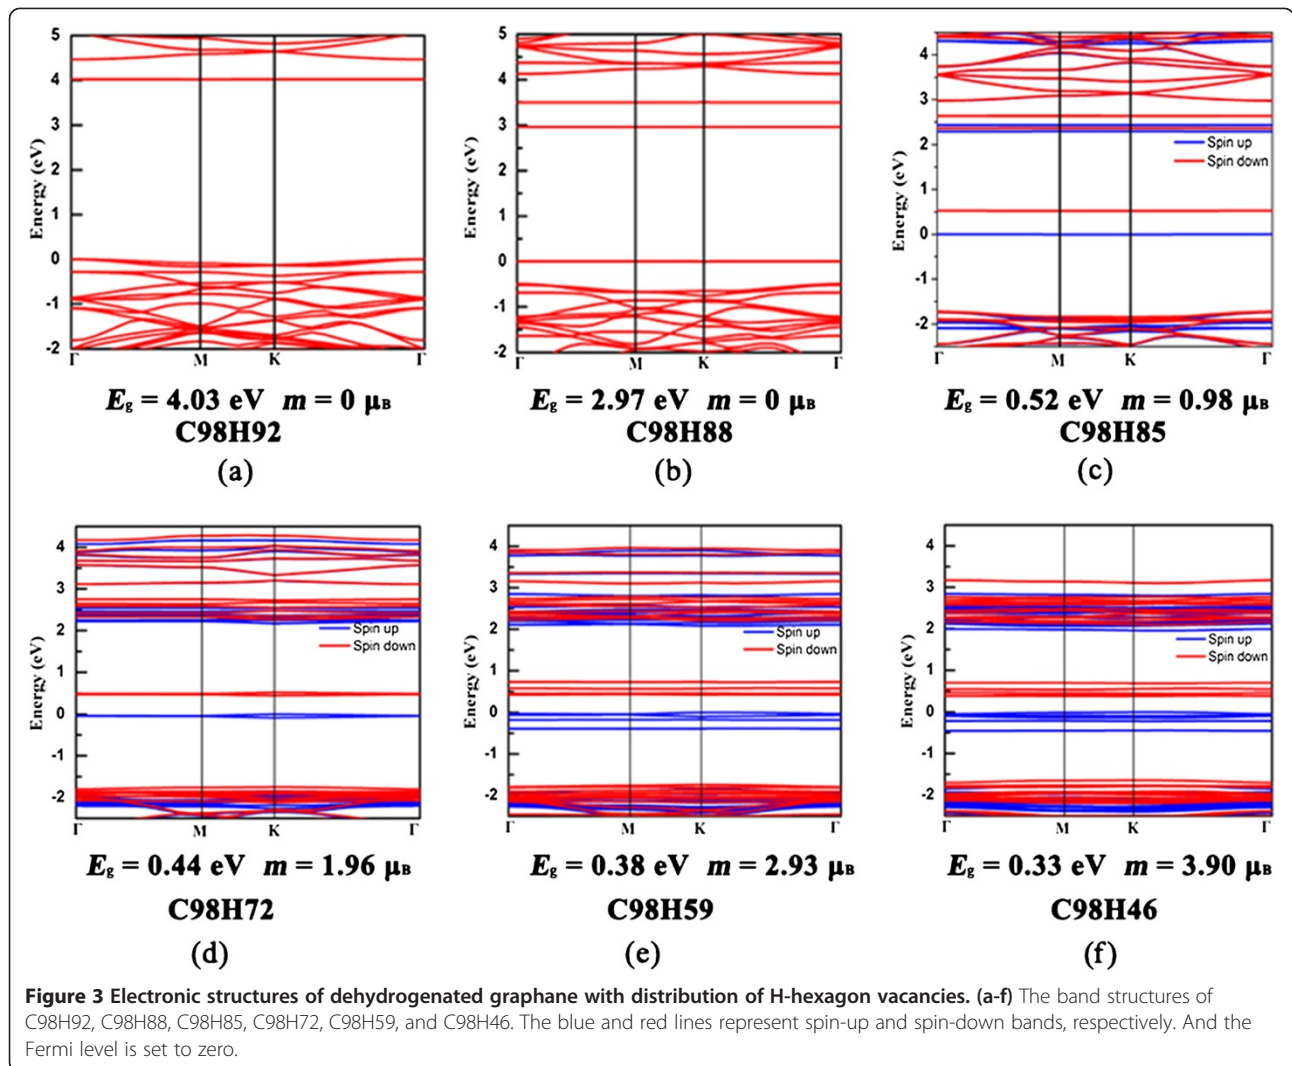 5
4
3
2
1
0
-1
-2
Energy (eV)
Γ M K Γ
Eg = 4.03 eV m = 0 μB
C98H92
(a)
5
4
3
2
1
0
-1
-2
Energy (eV)
Γ M K Γ
Eg = 2.97 eV m = 0 μB
C98H88
(b)
4
3
2
1
0
-1
-2
Energy (eV)
Spin up
Spin down
Γ M K Γ
Eg = 0.52 eV m = 0.98 μB
C98H85
(c)
4
3
2
1
0
-1
-2
Energy (eV)
Spin up
Spin down
Γ M K Γ
Eg = 0.44 eV m = 1.96 μB
C98H72
(d)
4
3
2
1
0
-1
-2
Energy (eV)
Spin up
Spin down
Γ M K Γ
Eg = 0.38 eV m = 2.93 μB
C98H59
(e)
4
3
2
1
0
-1
-2
Energy (eV)
Spin up
Spin down
Γ M K Γ
Eg = 0.33 eV m = 3.90 μB
C98H46
(f)
Figure 3 Electronic structures of dehydrogenated graphane with distribution of H-hexagon vacancies. (a-f) The band structures of
C98H92, C98H88, C98H85, C98H72, C98H59, and C98H46. The blue and red lines represent spin-up and spin-down bands, respectively. And the
Fermi level is set to zero.